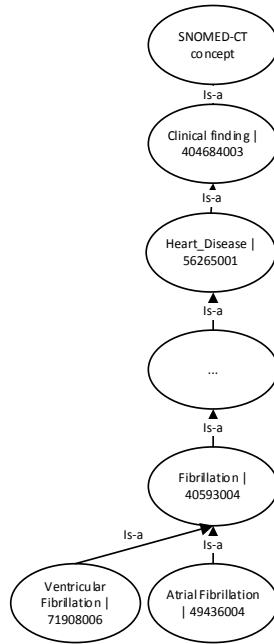 SNOMED-CT
concept
Is-a
Clinical finding |
404684003
Is-a
Heart_Disease |
56265001
Is-a
...
Is-a
Fibrillation |
40593004
Is-a
Is-a
Ventricular
Fibrillation |
71908006
Atrial Fibrillation
| 49436004